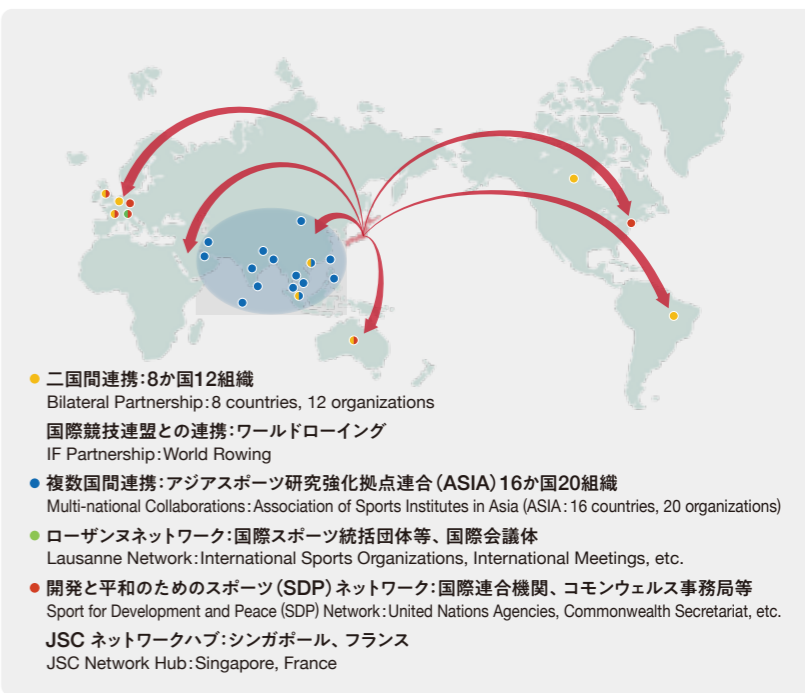 二国間連携:8か国12組織
Bilateral Partnership:8 countries, 12 organizations
国際競技連盟との連携:ワールドローイング
IF Partnership:World Rowing
複数国間連携:アジアスポーツ研究強化拠点連合(ASIA)16か国20組織
Multi-national Collaborations:Association of Sports Institutes in Asia (ASIA:16 countries, 20 organizations)
ローザンヌネットワーク:国際スポーツ統括団体等、国際会議体
Lausanne Network:International Sports Organizations, International Meetings, etc.
開発と平和のためのスポーツ(SDP)ネットワーク:国際連合機関、コモンウェルス事務局等
Sport for Development and Peace (SDP) Network:United Nations Agencies, Commonwealth Secretariat, etc.
JSC ネットワークハブ:シンガポール、フランス
JSC Network Hub:Singapore, France